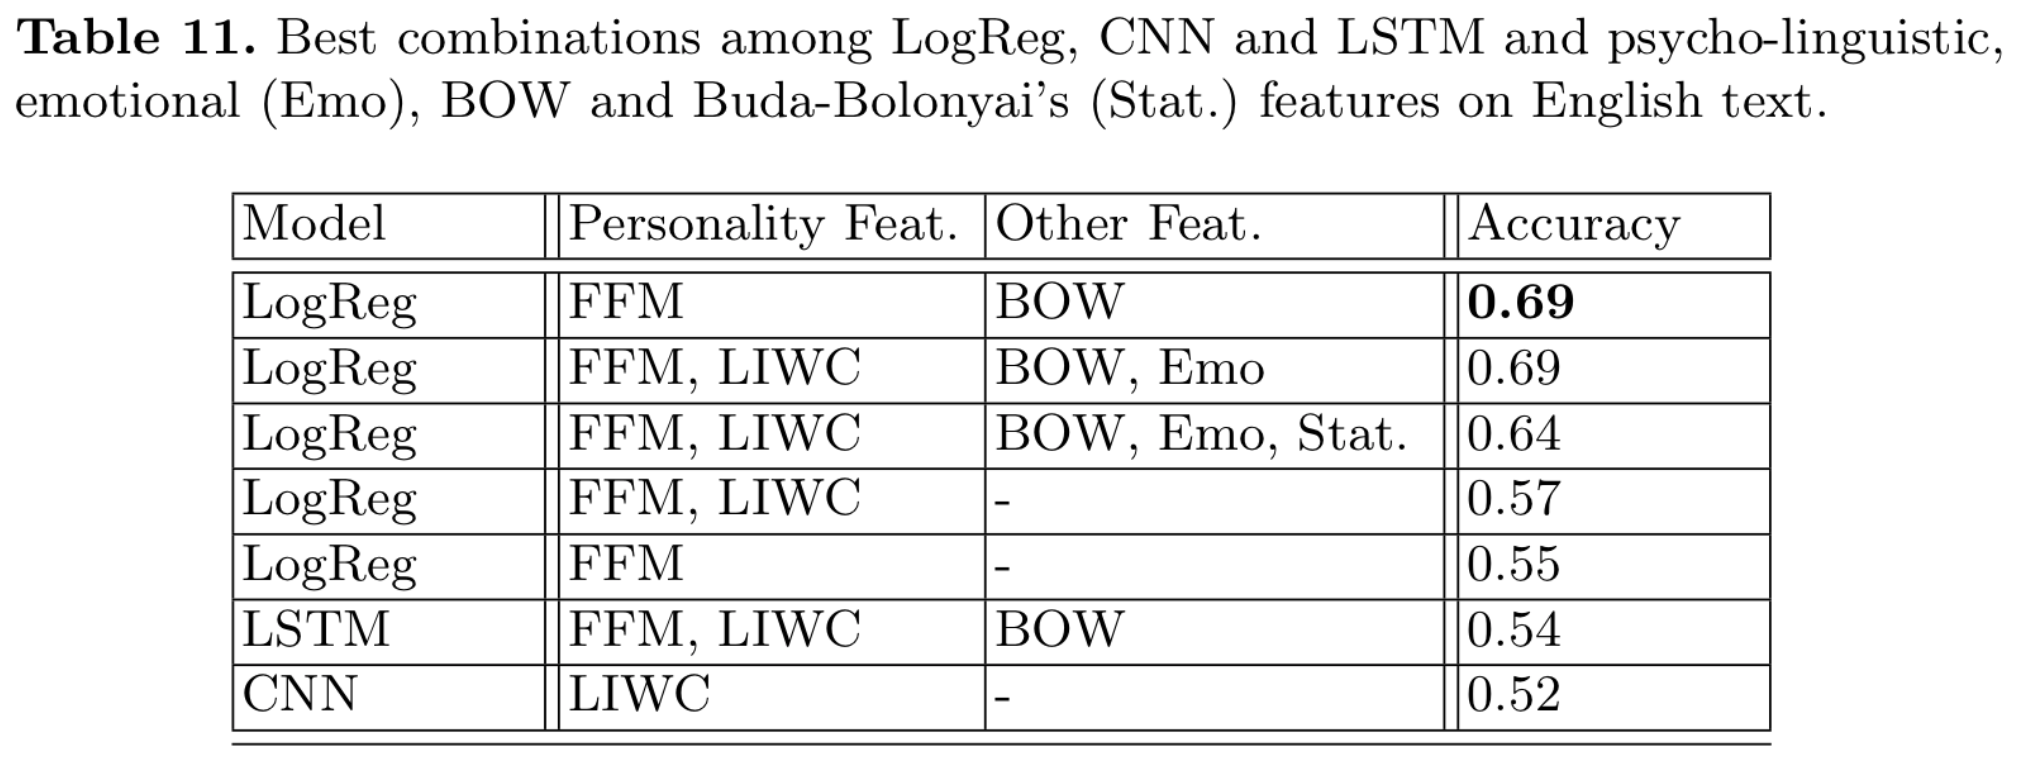 Table 11. Best combinations among LogReg, CNN and LSTM and psycho-linguistic,
emotional (Emo), BOW and Buda-Bolonyai's (Stat.) features on English text.
Model Personality Feat. Other Feat. Accuracy
LogReg FFM BOW 0.69
LogReg FFM, LIWC BOW, Emo 0.69
LogReg FFM, LIWC BOW, Emo, Stat. 0.64
LogReg FFM, LIWC - 0.57
LogReg FFM - 0.55
LSTM FFM, LIWC BOW 0.54
CNN LIWC - 0.52